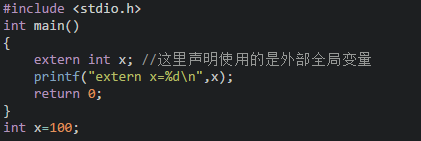 #include <stdio.h>
int main()
{
    extern int x; //这里声明使用的是外部全局变量
    printf("extern x=%d\n",x);
    return 0;
}
int x=100;